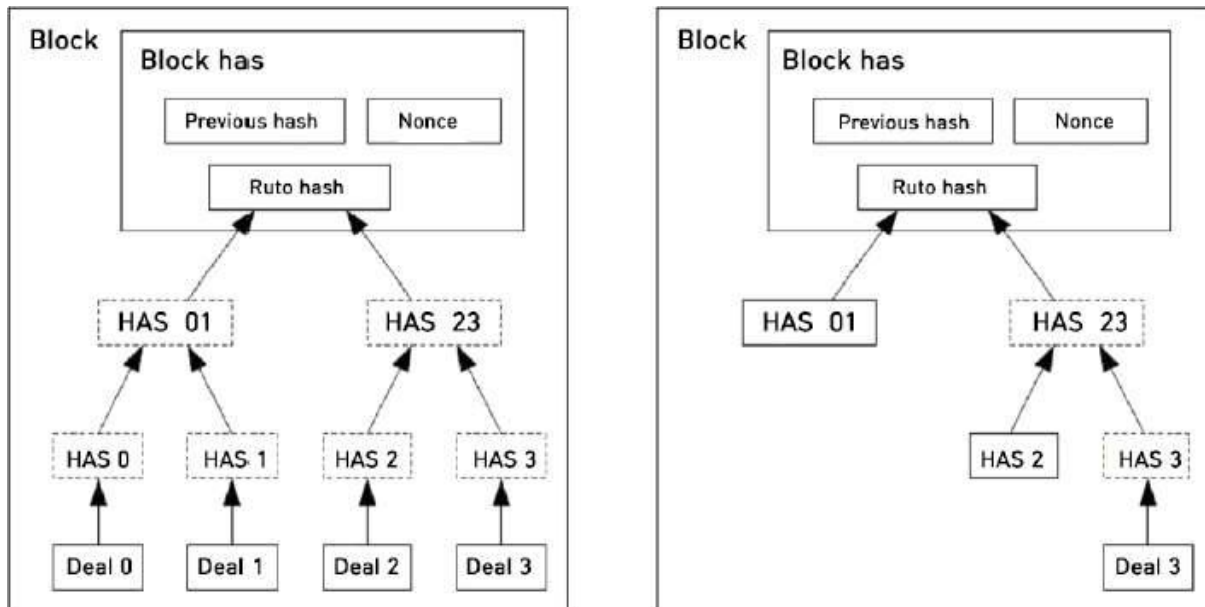 Block
Block has
Previous hash
Nonce
Ruto hash
HAS 01
HAS 23
HAS 0
HAS 1
HAS 2
HAS 3
Deal 0
Deal 1
Deal 2
Deal 3
Block
Block has
Previous hash
Nonce
Ruto hash
HAS 01
HAS 23
HAS 2
HAS 3
Deal 3